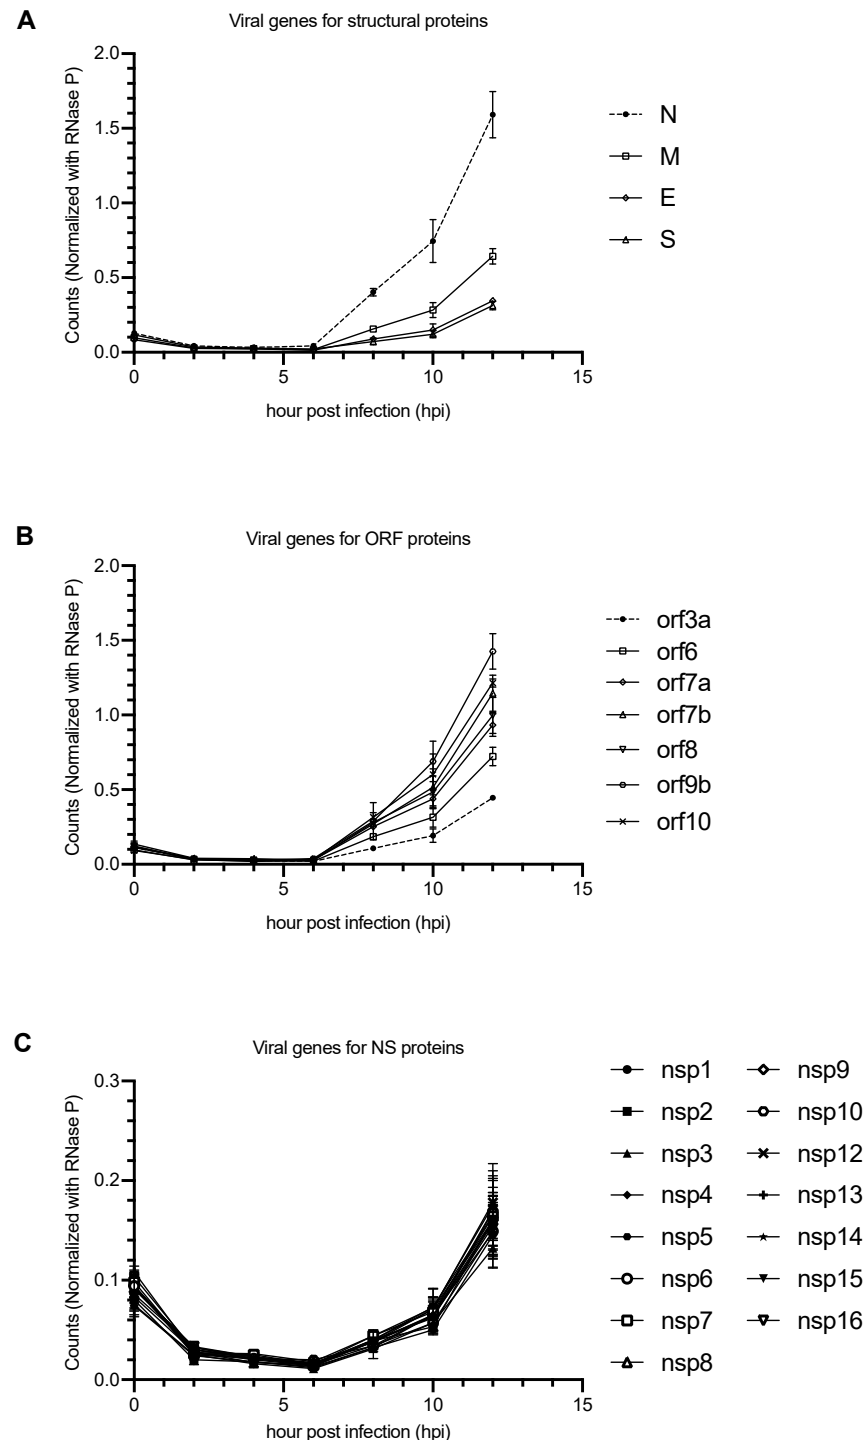 A
Viral genes for structural proteins
Counts (Normalized with RNase P)
2.0
1.5
1.0
0.5
0.0
0 5 10 15
hour post infection (hpi)
N
M
E
S
B
Viral genes for ORF proteins
Counts (Normalized with RNase P)
2.0
1.5
1.0
0.5
0.0
0 5 10 15
hour post infection (hpi)
orf3a
orf6
orf7a
orf7b
orf8
orf9b
orf10
C
Viral genes for NS proteins
Counts (Normalized with RNase P)
0.3
0.2
0.1
0.0
0 5 10 15
hour post infection (hpi)
nsp1 nsp9
nsp2 nsp10
nsp3 nsp12
nsp4 nsp13
nsp5 nsp14
nsp6 nsp15
nsp7 nsp16
nsp8